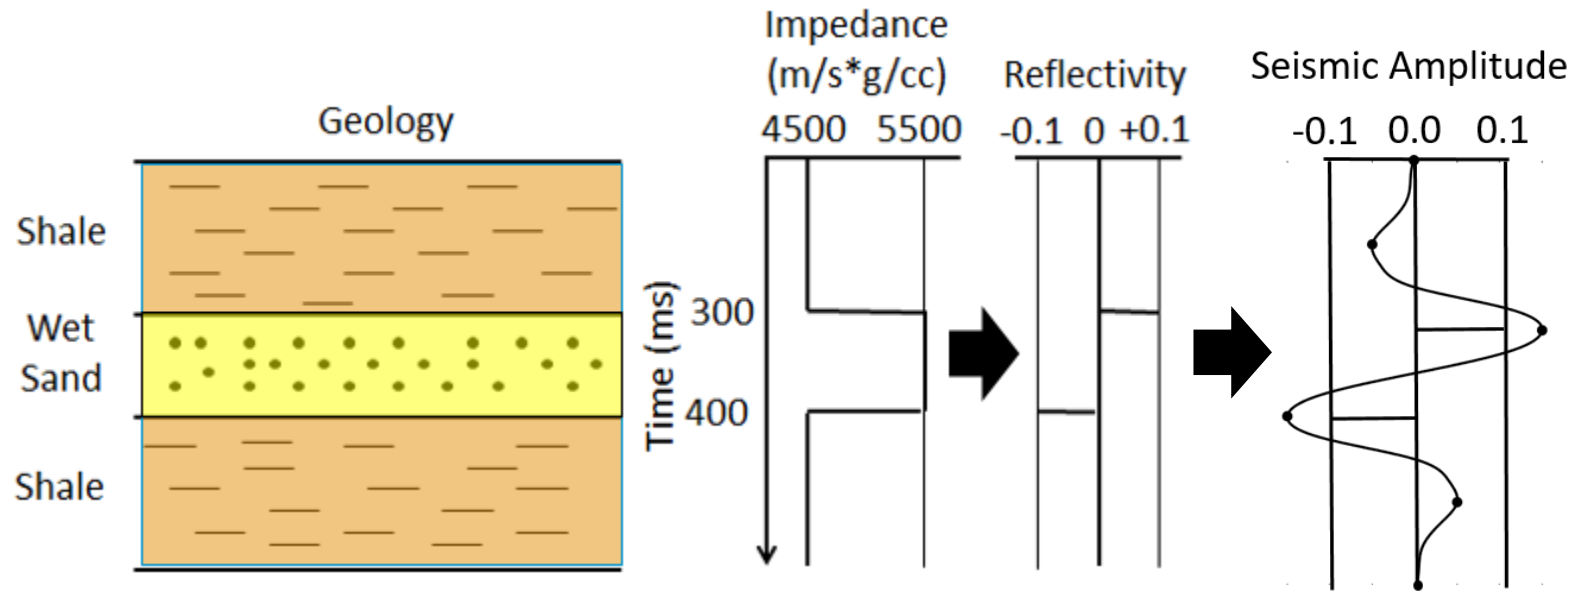 Geology
Shale
Wet
Sand
Shale
Impedance
(m/s*g/cc)
4500 5500
Time (ms)
300
400
Reflectivity
-0.1 0 +0.1
Seismic Amplitude
-0.1 0.0 0.1